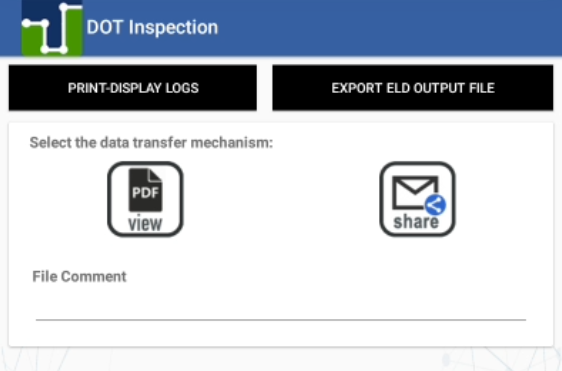 DOT Inspection
PRINT-DISPLAY LOGS
EXPORT ELD OUTPUT FILE
Select the data transfer mechanism:
PDF
view
share
File Comment